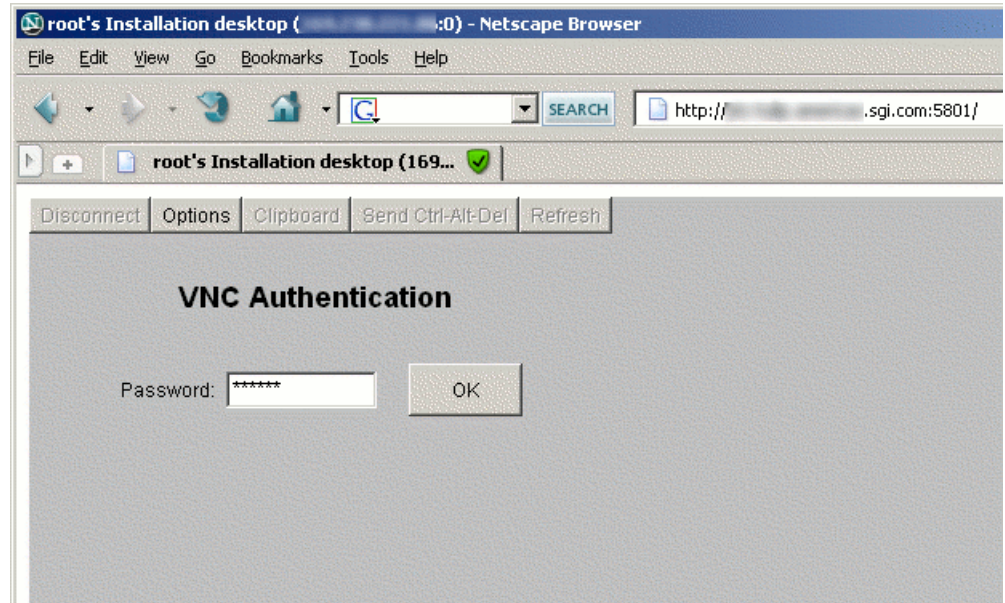 root's Installation desktop ( :0) - Netscape Browser
File Edit View Go Bookmarks Tools Help
G SEARCH http:// .sgi.com:5801/
root's Installation desktop (169...
Disconnect Options Clipboard Send Ctrl-Alt-Del Refresh
VNC Authentication
Password: ****** OK